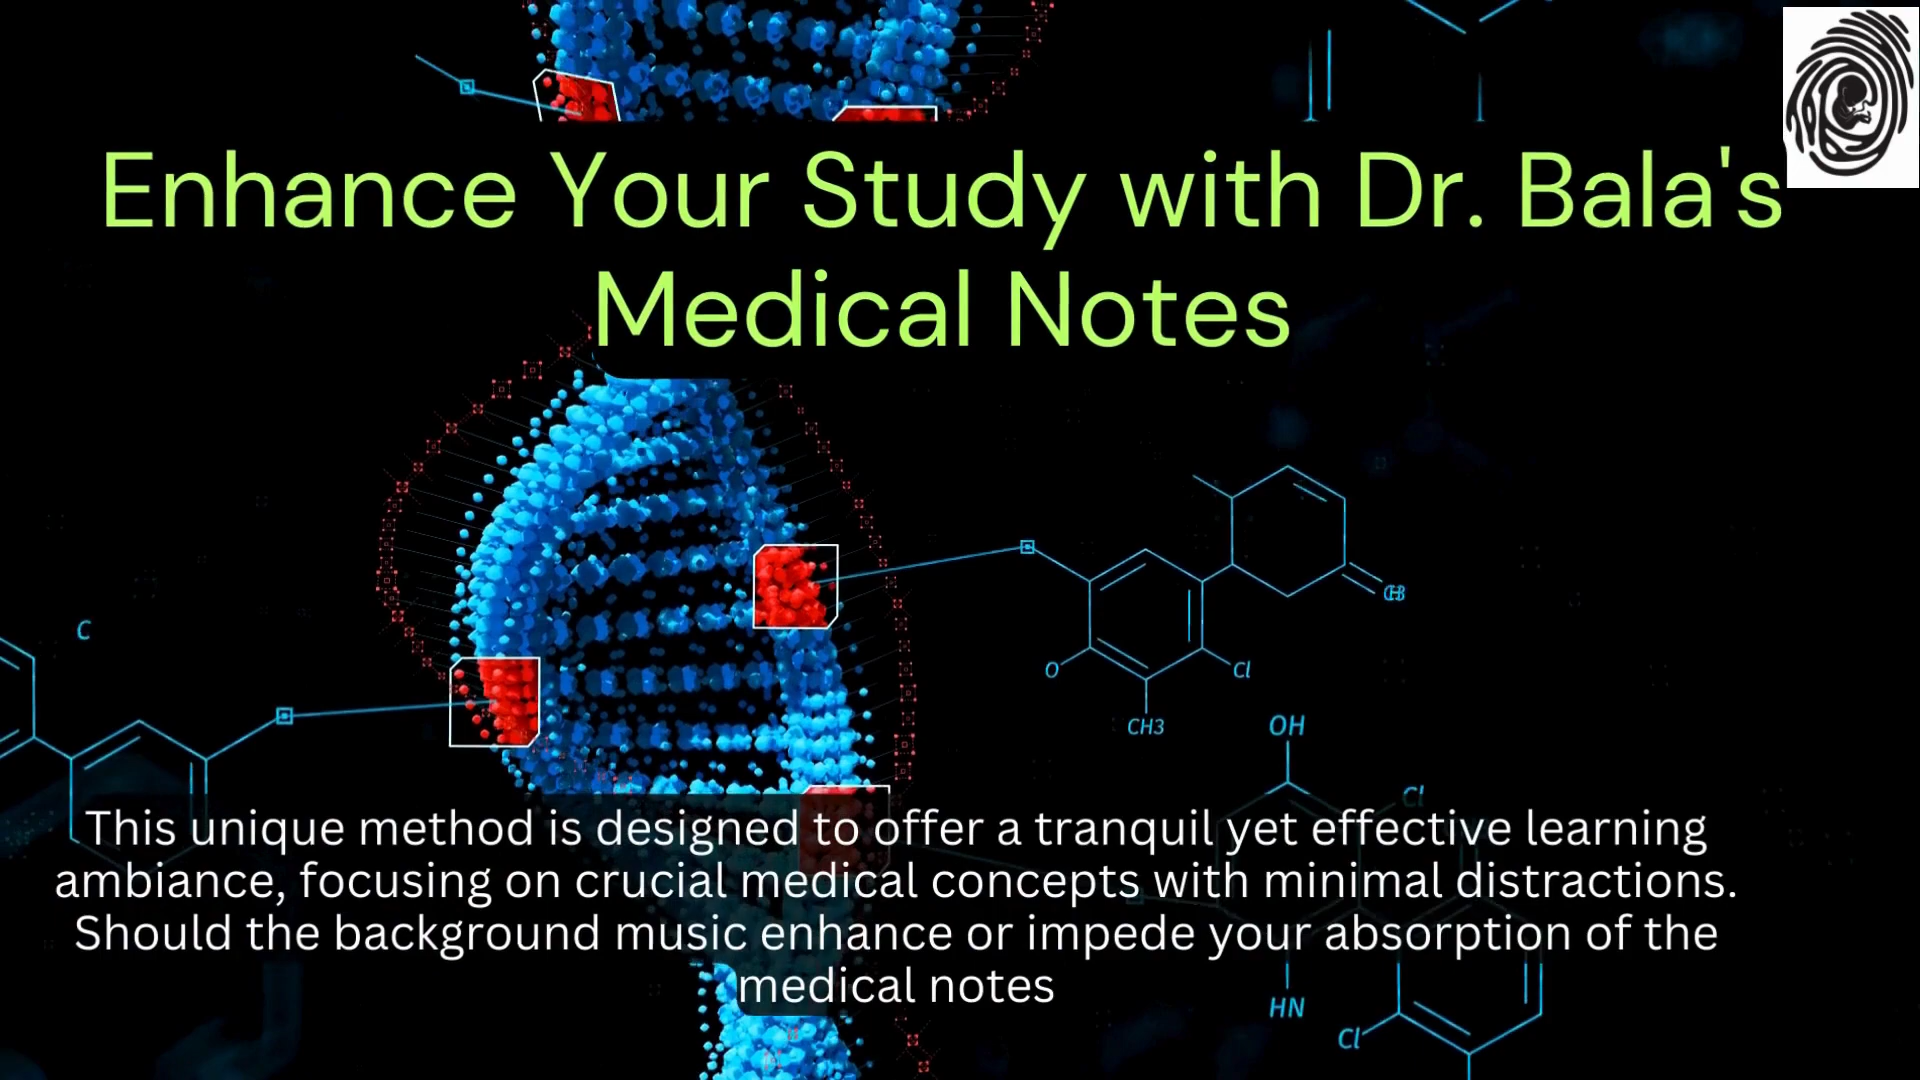 Enhance Your Study with Dr. Bala's
Medical Notes
C
O
Cl
CH3
OH
Cl
This unique method is designed to offer a tranquil yet effective learning
ambiance, focusing on crucial medical concepts with minimal distractions.
Should the background music enhance or impede your absorption of the
medical notes
HN
Cl